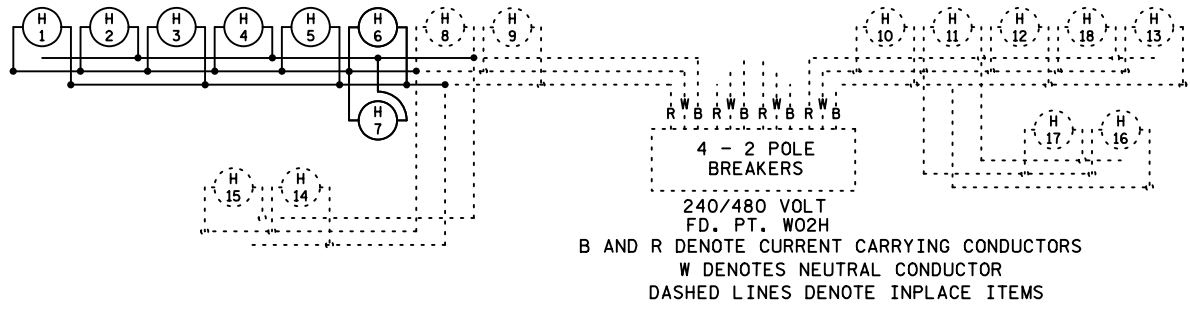 H 1
H 2
H 3
H 4
H 5
H 6
H 8
H 9
H 10
H 11
H 12
H 18
H 13
H 7
R W B R W B R W B R W B
H 17
H 16
4 - 2 POLE
BREAKERS
H 15
H 14
240/480 VOLT
FD. PT. W02H
B AND R DENOTE CURRENT CARRYING CONDUCTORS
W DENOTES NEUTRAL CONDUCTOR
DASHED LINES DENOTE INPLACE ITEMS